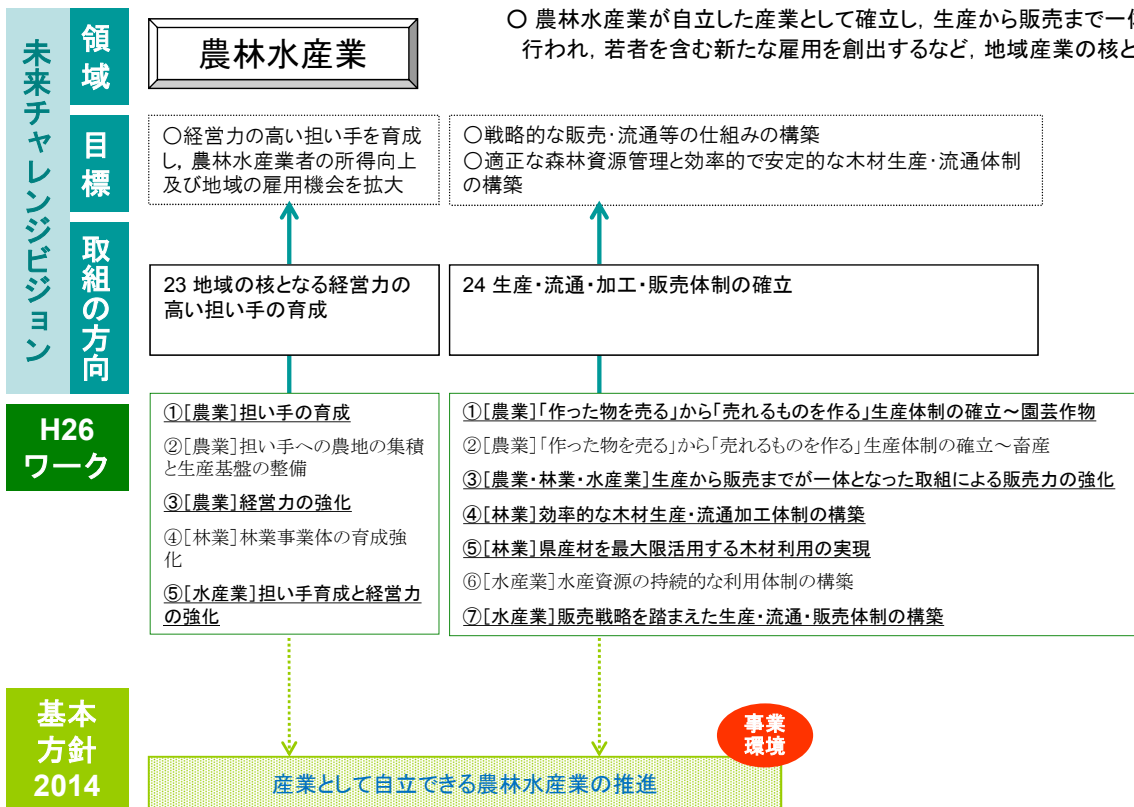 未来チャレンジビジョン
領域
農林水産業
○ 農林水産業が自立した産業として確立し，生産から販売まで一
行われ，若者を含む新たな雇用を創出するなど，地域産業の核と
目標
○経営力の高い担い手を育成
し，農林水産業者の所得向上
及び地域の雇用機会を拡大
○戦略的な販売・流通等の仕組みの構築
○適正な森林資源管理と効率的で安定的な木材生産・流通体制
の構築
取組の方向
23 地域の核となる経営力の
高い担い手の育成
24 生産・流通・加工・販売体制の確立
H26
ワーク
①[農業]担い手の育成
②[農業]担い手への農地の集積
と生産基盤の整備
③[農業]経営力の強化
④[林業]林業事業体の育成強
化
⑤[水産業]担い手育成と経営力
の強化
①[農業]「作った物を売る」から「売れるものを作る」生産体制の確立～園芸作物
②[農業]「作った物を売る」から「売れるものを作る」生産体制の確立～畜産
③[農業・林業・水産業]生産から販売までが一体となった取組による販売力の強化
④[林業]効率的な木材生産・流通加工体制の構築
⑤[林業]県産材を最大限活用する木材利用の実現
⑥[水産業]水産資源の持続的な利用体制の構築
⑦[水産業]販売戦略を踏まえた生産・流通・販売体制の構築
基本
方針
2014
事業
環境
産業として自立できる農林水産業の推進